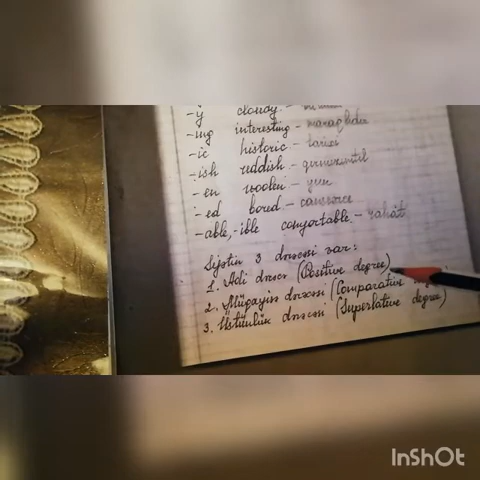 -y cloudy -
-ing interesting - maraqlıdır
-ic historic - tarixi
-ish reddish - qırmızımtıl
-en woolen - yun
-ed bored - cansıxıcı
-able, -ible comfortable - rahat
Sifətin 3 dərəcəsi var:
1. Adi dərəcə (Positive degree)
2. Müqayisə dərəcəsi (Comparative
3. Üstünlük dərəcəsi (Superlative degree)
InShOt